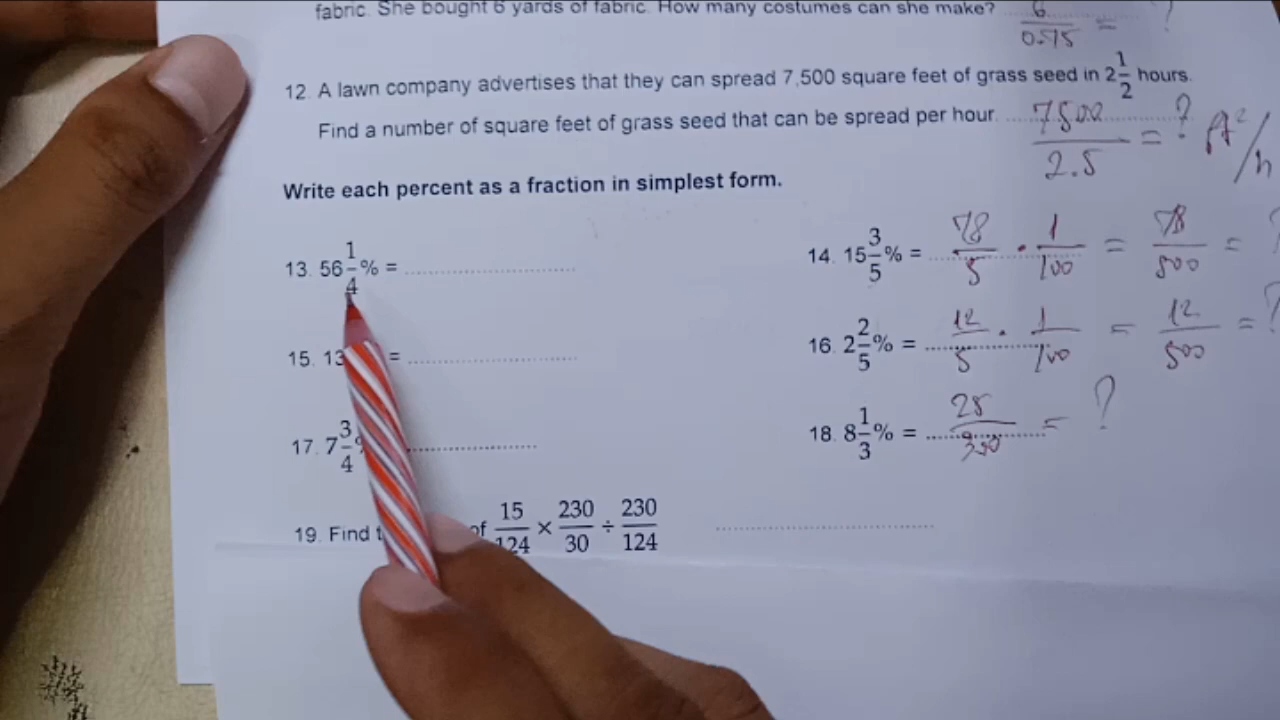 fabric. She bought 6 yards of fabric. How many costumes can she make? 6/0.75 = ?
12. A lawn company advertises that they can spread 7,500 square feet of grass seed in 2 1/2 hours.
Find a number of square feet of grass seed that can be spread per hour. 7500/2.5 = ? ft²/h
Write each percent as a fraction in simplest form.
13. 56 1/4% =
14. 15 3/5% = 78/5 · 1/100 = 78/500 = ?
15. 13 =
16. 2 2/5% = 12/5 · 1/100 = 12/500 = ?
17. 7 3/4%
18. 8 1/3% = 25/300 = ?
19. Find of 15/124 × 230/30 ÷ 230/124